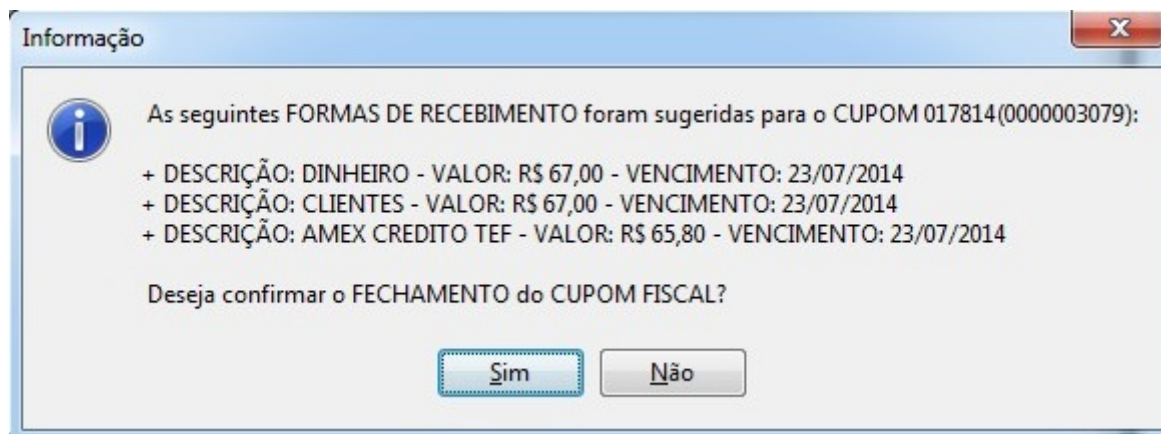 Informação
As seguintes FORMAS DE RECEBIMENTO foram sugeridas para o CUPOM 017814(0000003079):
+ DESCRIÇÃO: DINHEIRO - VALOR: R$ 67,00 - VENCIMENTO: 23/07/2014
+ DESCRIÇÃO: CLIENTES - VALOR: R$ 67,00 - VENCIMENTO: 23/07/2014
+ DESCRIÇÃO: AMEX CREDITO TEF - VALOR: R$ 65,80 - VENCIMENTO: 23/07/2014
Deseja confirmar o FECHAMENTO do CUPOM FISCAL?
Sim Não